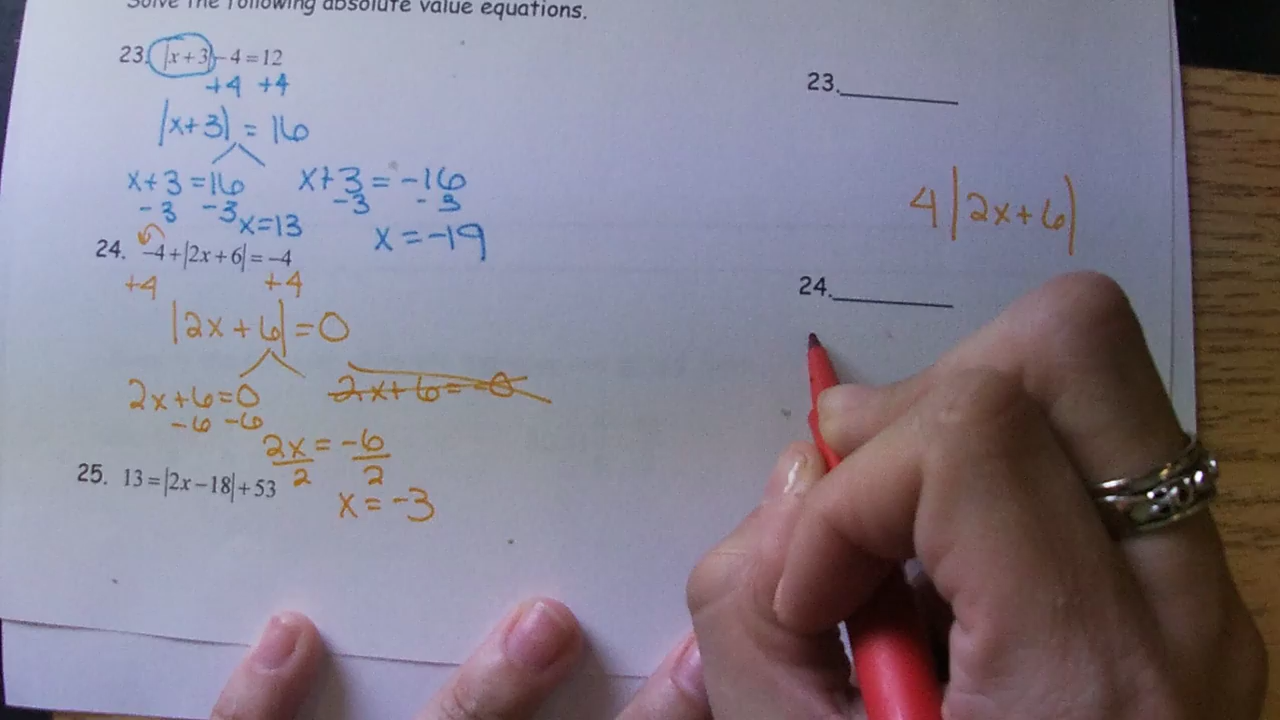 Solve the following absolute value equations.
23. |x+3|-4=12
+4 +4
|x+3| = 16
x+3 =16 x+3 = -16
-3 -3 -3 -3
x=13 x = -19
24. -4+|2x+6|=-4
+4 +4
|2x+6| = 0
2x+6=0 2x+6=-0
-6 -6
2x = -6
2 2
x = -3
25. 13=|2x-18|+53
23.
4|2x+6|
24.